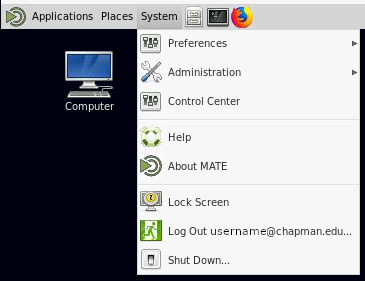 Applications Places System
Computer
Preferences
Administration
Control Center
Help
About MATE
Lock Screen
Log Out username@chapman.edu...
Shut Down...